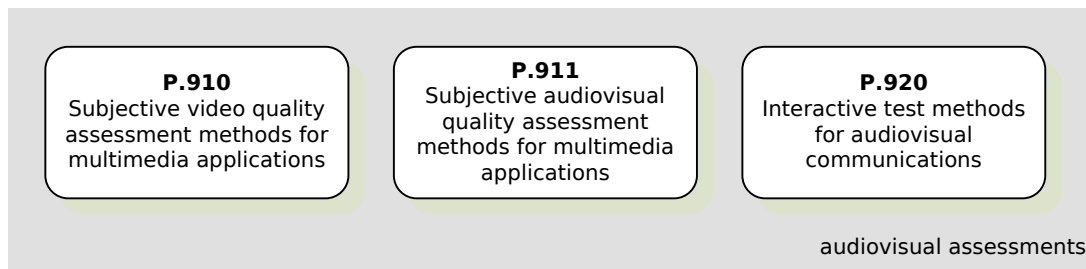 P.910
Subjective video quality
assessment methods for
multimedia applications
P.911
Subjective audiovisual
quality assessment
methods for multimedia
applications
P.920
Interactive test methods
for audiovisual
communications
audiovisual assessments